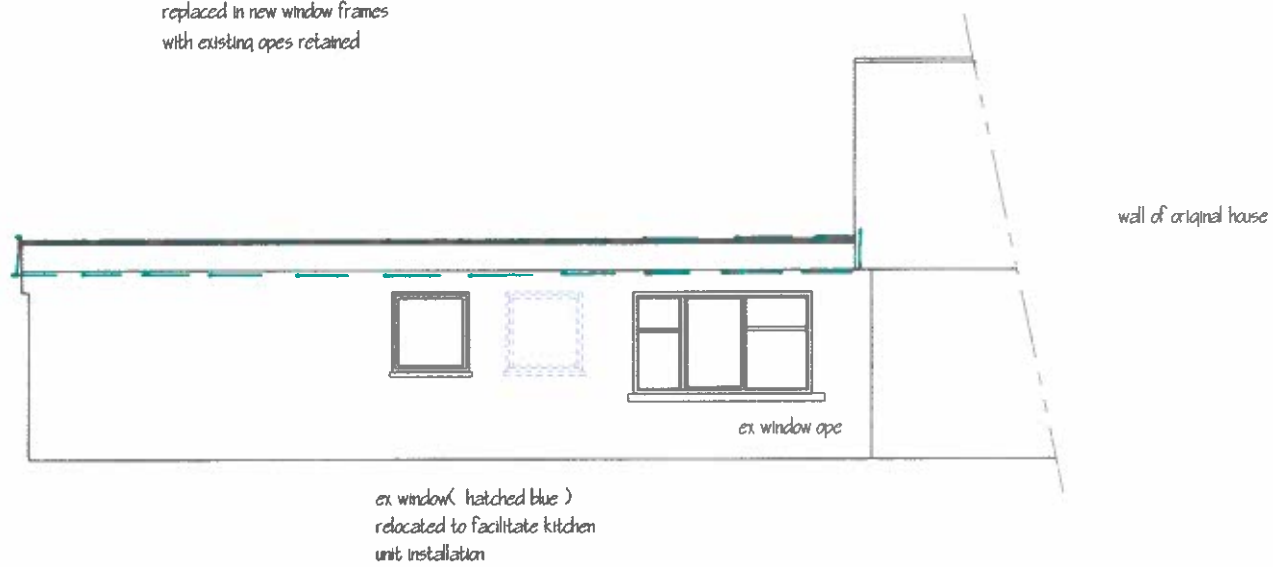 replaced in new window frames
with existing opes retained
wall of original house
ex window ope
ex window( hatched blue )
relocated to facilitate kitchen
unit installation